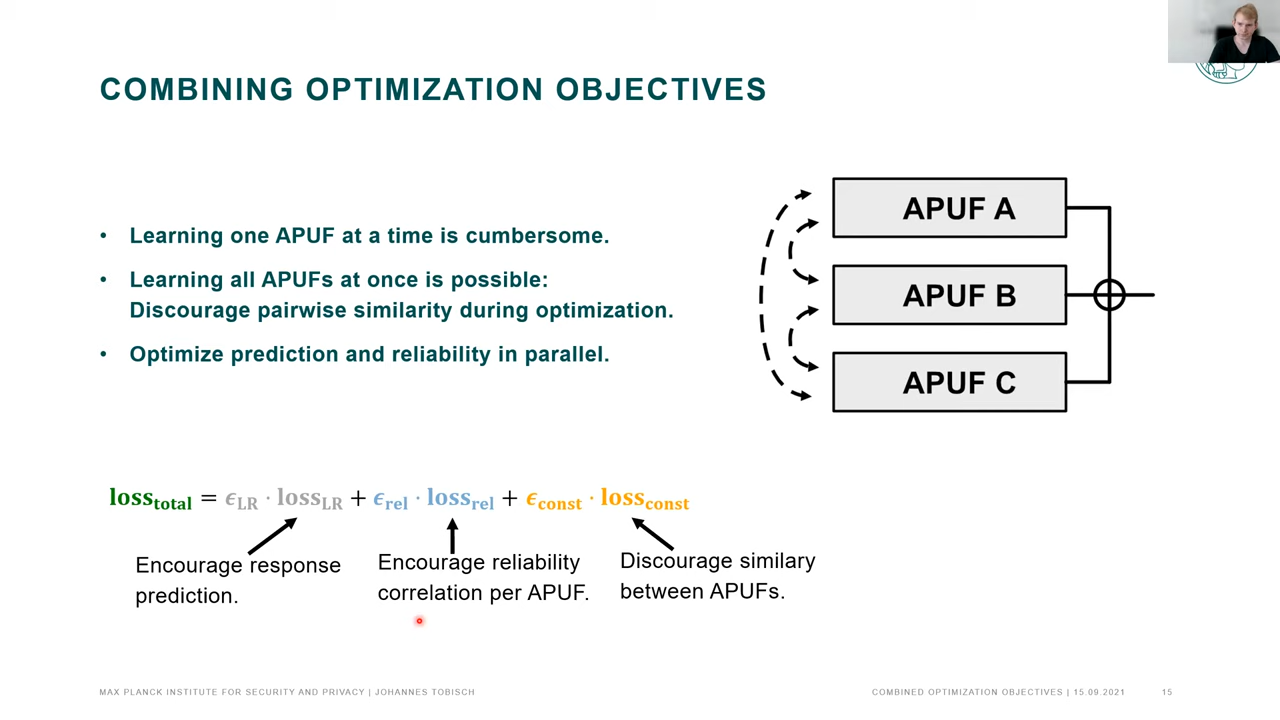 COMBINING OPTIMIZATION OBJECTIVES
• Learning one APUF at a time is cumbersome.
• Learning all APUFs at once is possible:
Discourage pairwise similarity during optimization.
• Optimize prediction and reliability in parallel.
APUF A
APUF B
APUF C
loss_total = ϵ_LR · loss_LR + ϵ_rel · loss_rel + ϵ_const · loss_const
Encourage response
prediction.
Encourage reliability
correlation per APUF.
Discourage similary
between APUFs.
MAX PLANCK INSTITUTE FOR SECURITY AND PRIVACY | JOHANNES TOBISCH
COMBINED OPTIMIZATION OBJECTIVES | 15.09.2021
15